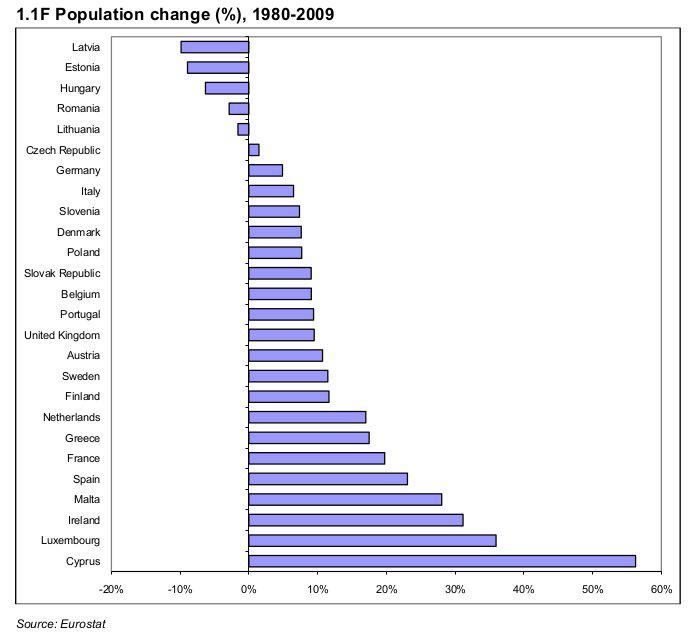 1.1F Population change (%), 1980-2009
Latvia
Estonia
Hungary
Romania
Lithuania
Czech Republic
Germany
Italy
Slovenia
Denmark
Poland
Slovak Republic
Belgium
Portugal
United Kingdom
Austria
Sweden
Finland
Netherlands
Greece
France
Spain
Malta
Ireland
Luxembourg
Cyprus
-20% -10% 0% 10% 20% 30% 40% 50% 60%
Source: Eurostat